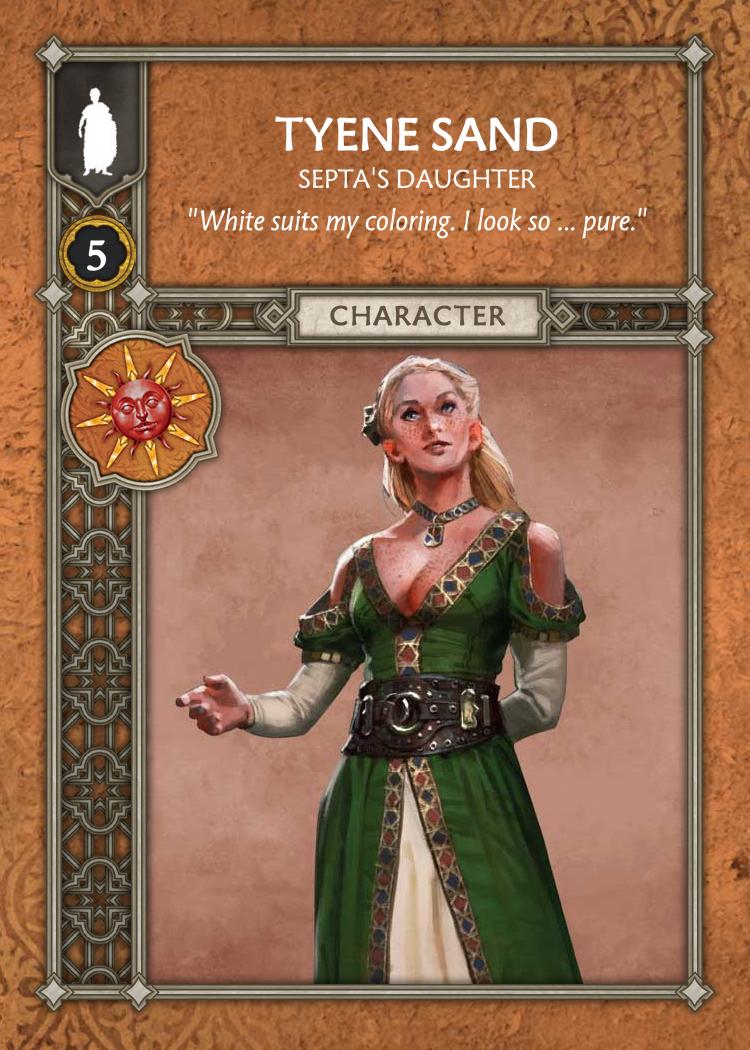 TYENE SAND
SEPTA'S DAUGHTER
"White suits my coloring. I look so ... pure."
5
CHARACTER